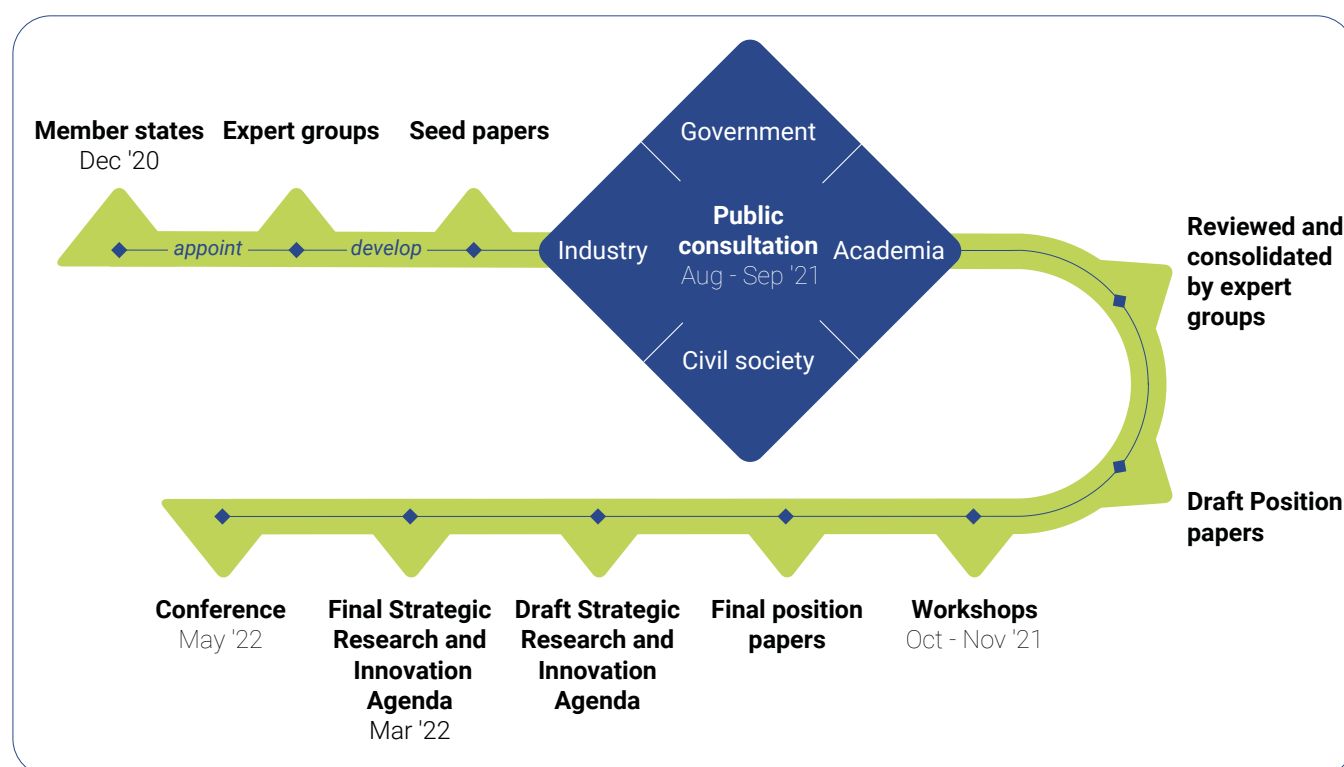 Member states
Dec '20
Expert groups
Seed papers
appoint
develop
Government
Industry
Public
consultation
Aug - Sep '21
Academia
Civil society
Reviewed and
consolidated
by expert
groups
Draft Position
papers
Workshops
Oct - Nov '21
Final position
papers
Draft Strategic
Research and
Innovation
Agenda
Final Strategic
Research and
Innovation
Agenda
Mar '22
Conference
May '22